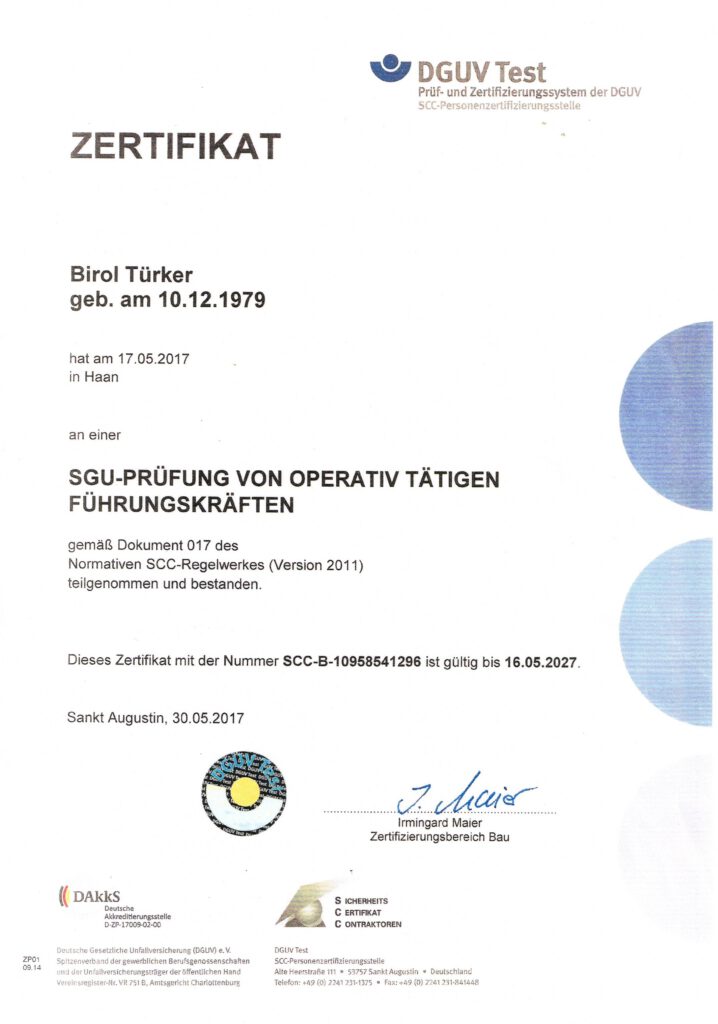 DGUV Test
Prüf- und Zertifizierungssystem der DGUV
SCC-Personenzertifizierungsstelle
ZERTIFIKAT
Birol Türker
geb. am 10.12.1979
hat am 17.05.2017
in Haan
an einer
SGU-PRÜFUNG VON OPERATIV TÄTIGEN
FÜHRUNGSKRÄFTEN
gemäß Dokument 017 des
Normativen SCC-Regelwerkes (Version 2011)
teilgenommen und bestanden.
Dieses Zertifikat mit der Nummer SCC-B-10958541296 ist gültig bis 16.05.2027.
Sankt Augustin, 30.05.2017
DGUV Test
I. Maier
Irmingard Maier
Zertifizierungsbereich Bau
DAkkS
Deutsche
Akkreditierungsstelle
D-ZP-17009-02-00
SICHERHEITS
CERTIFIKAT
CONTRAKTOREN
ZP01
09.14
Deutsche Gesetzliche Unfallversicherung (DGUV) e.V.
Spitzenverband der gewerblichen Berufsgenossenschaften
und der Unfallversicherungsträger der öffentlichen Hand
Vereinsregister-Nr. VR 751 B, Amtsgericht Charlottenburg
DGUV Test
SCC-Personenzertifizierungsstelle
Alte Heerstraße 111 • 53757 Sankt Augustin • Deutschland
Telefon: +49 (0) 2241 231-1375 • Fax: +49 (0) 2241 231-841448